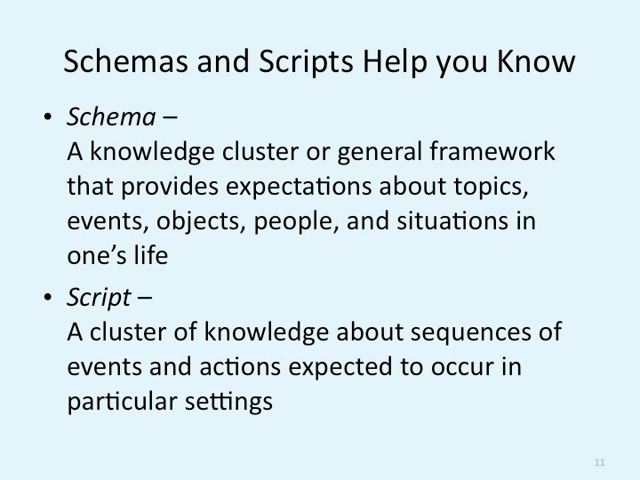 Schemas and Scripts Help you Know
• Schema –
A knowledge cluster or general framework
that provides expectations about topics,
events, objects, people, and situations in
one’s life
• Script –
A cluster of knowledge about sequences of
events and actions expected to occur in
particular settings
11